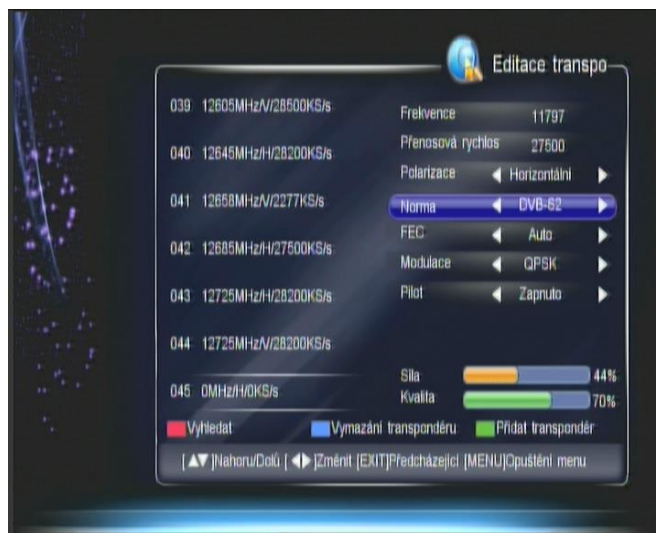 Editace transpo
039 12605MHz/V/28500KS/s
040 12645MHz/H/28200KS/s
041 12658MHz/V/2277KS/s
042 12685MHz/H/27500KS/s
043 12725MHz/H/28200KS/s
044 12725MHz/V/28200KS/s
045 0MHz/H/0KS/s
Frekvence 11797
Přenosová rychlos 27500
Polarizace Horizontální
Norma DVB-S2
FEC Auto
Modulace QPSK
Pilot Zapnuto
Síla 44%
Kvalita 70%
Vyhledat Vymazání transpondéru Přidat transpondér
[▲▼]Nahoru/Dolů [◀▶]Změnit [EXIT]Předcházející [MENU]Opuštění menu